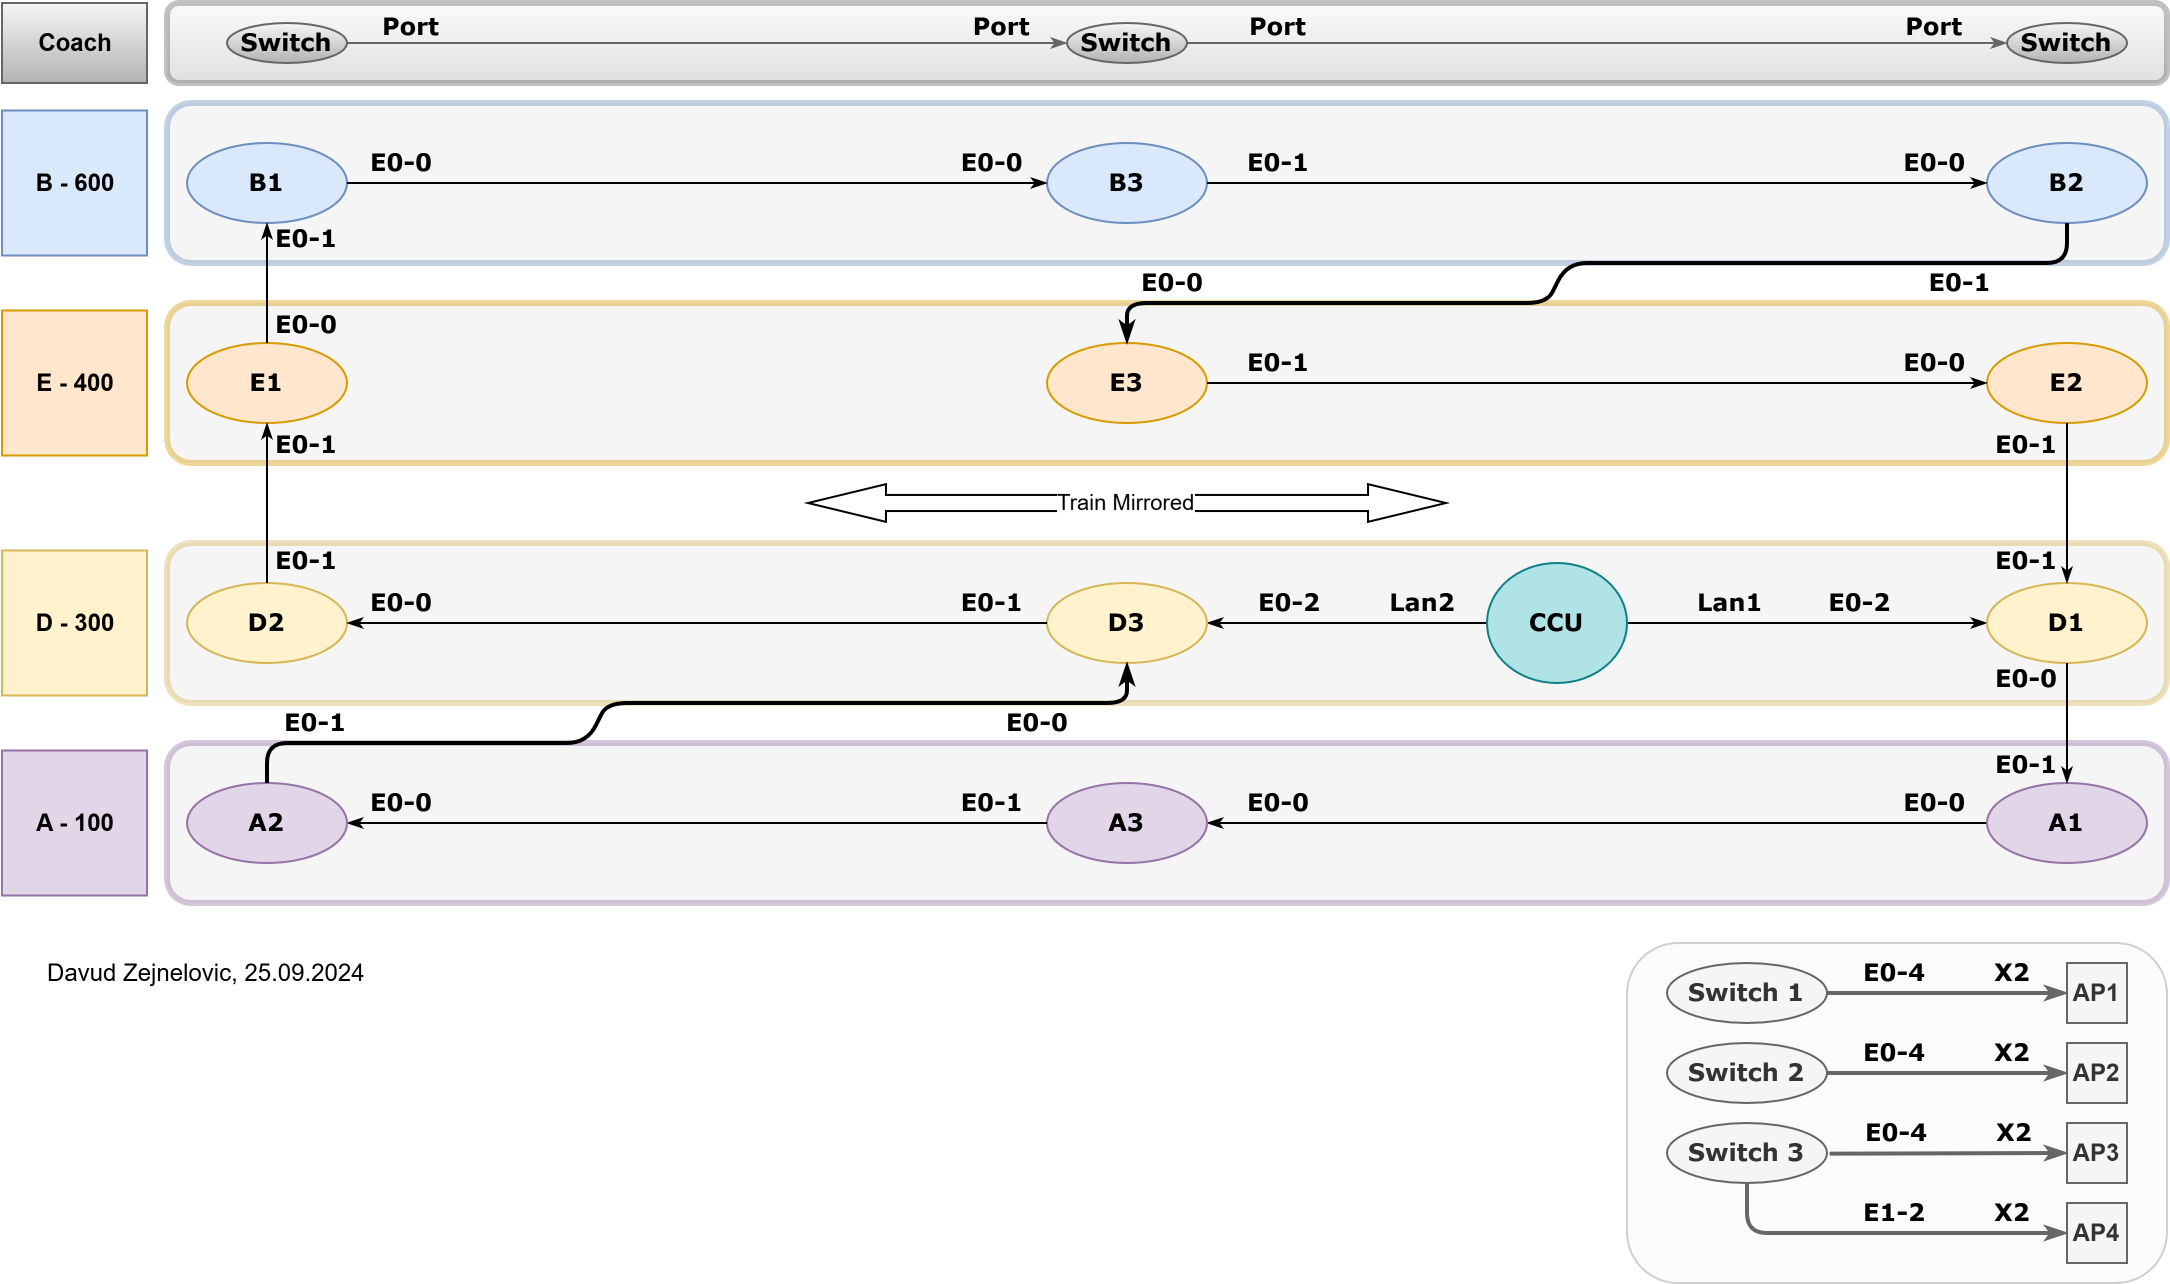 Coach
Switch Port Port Switch Port Port Switch
B - 600
B1 E0-0 E0-0 B3 E0-1 E0-0 B2
E0-1
E0-0 E0-1
E0-0
E - 400
E1 E3 E0-1 E0-0 E2
E0-1 E0-1
Train Mirrored
E0-1 E0-1
D - 300
D2 E0-0 E0-1 D3 E0-2 Lan2 CCU Lan1 E0-2 D1
E0-0
E0-1 E0-0
E0-1
A - 100
A2 E0-0 E0-1 A3 E0-0 E0-0 A1
Davud Zejnelovic, 25.09.2024
Switch 1 E0-4 X2 AP1
Switch 2 E0-4 X2 AP2
Switch 3 E0-4 X2 AP3
E1-2 X2 AP4